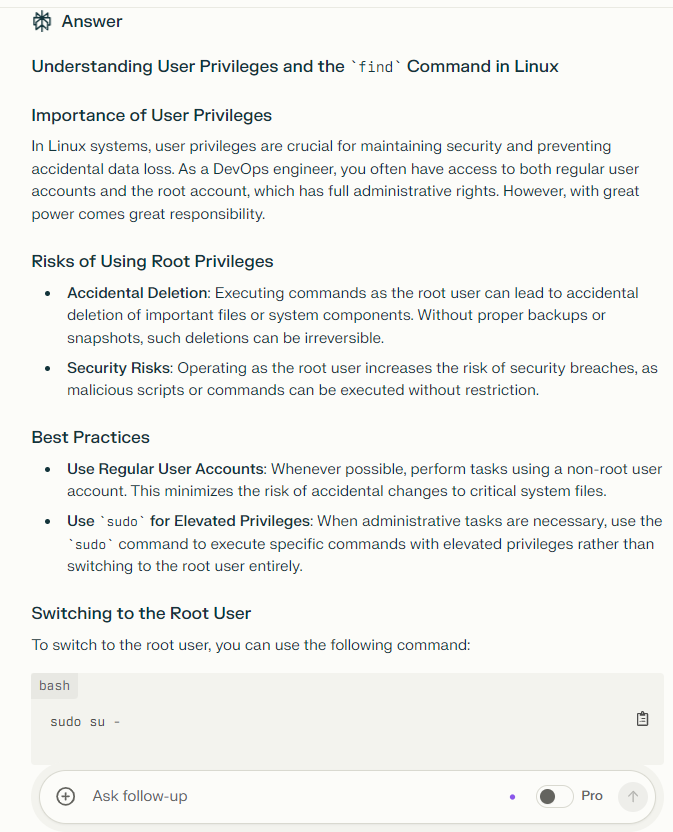 Answer
Understanding User Privileges and the `find` Command in Linux
Importance of User Privileges
In Linux systems, user privileges are crucial for maintaining security and preventing
accidental data loss. As a DevOps engineer, you often have access to both regular user
accounts and the root account, which has full administrative rights. However, with great
power comes great responsibility.
Risks of Using Root Privileges
• Accidental Deletion: Executing commands as the root user can lead to accidental
deletion of important files or system components. Without proper backups or
snapshots, such deletions can be irreversible.
• Security Risks: Operating as the root user increases the risk of security breaches, as
malicious scripts or commands can be executed without restriction.
Best Practices
• Use Regular User Accounts: Whenever possible, perform tasks using a non-root user
account. This minimizes the risk of accidental changes to critical system files.
• Use `sudo` for Elevated Privileges: When administrative tasks are necessary, use the
`sudo` command to execute specific commands with elevated privileges rather than
switching to the root user entirely.
Switching to the Root User
To switch to the root user, you can use the following command:
bash
sudo su -
Ask follow-up
Pro